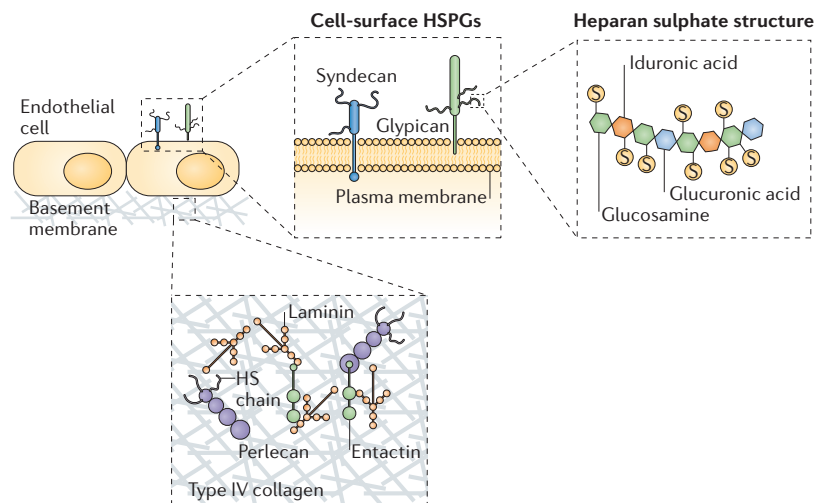 Cell-surface HSPGs
Heparan sulphate structure
Endothelial
cell
Basement
membrane
Syndecan
Glypican
Plasma membrane
Iduronic acid
S
S
S
S
S
S
S
Glucuronic acid
Glucosamine
Laminin
HS
chain
Perlecan
Entactin
Type IV collagen